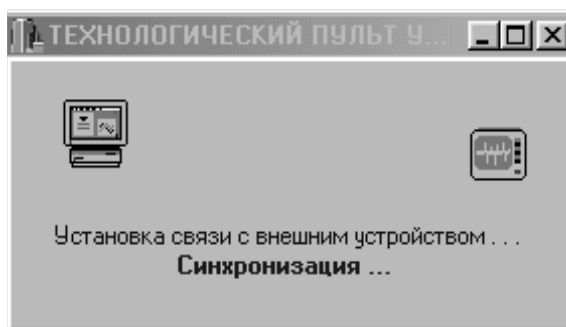 ТЕХНОЛОГИЧЕСКИЙ ПУЛЬТ У...
Установка связи с внешним устройством . . .
Синхронизация ...